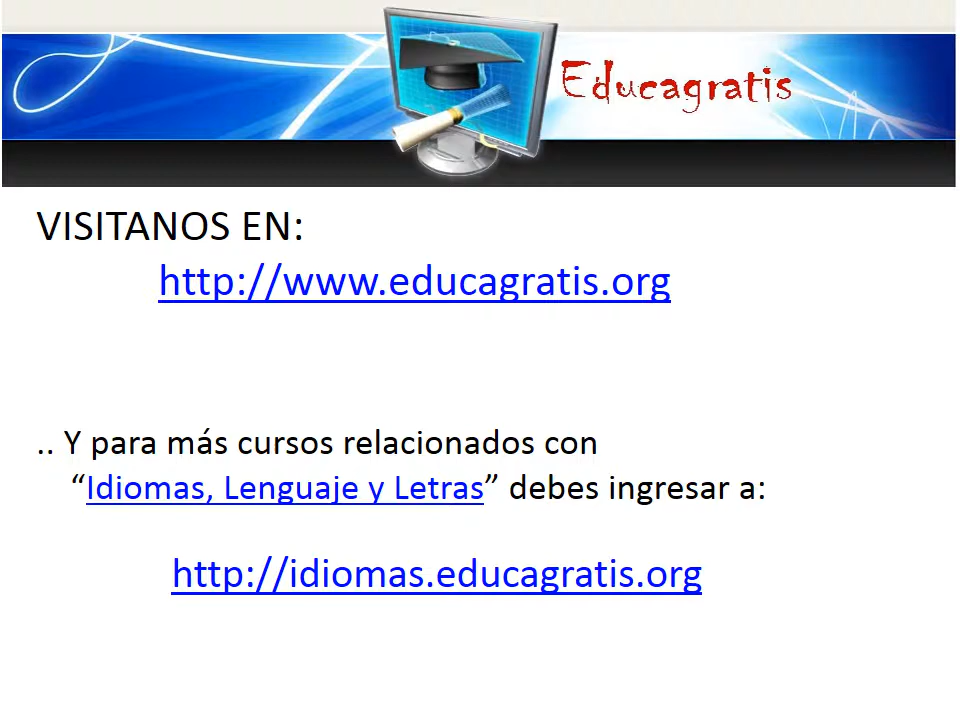 Educagratis
VISITANOS EN:
http://www.educagratis.org
.. Y para más cursos relacionados con
“Idiomas, Lenguaje y Letras” debes ingresar a:
http://idiomas.educagratis.org